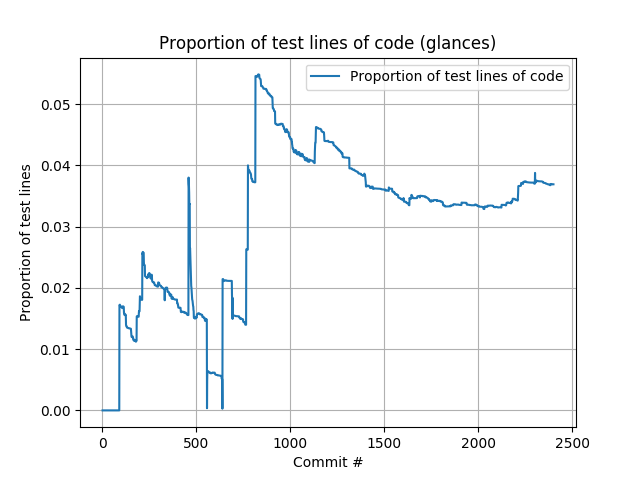 Proportion of test lines of code (glances)
Proportion of test lines of code
Proportion of test lines
0.05
0.04
0.03
0.02
0.01
0.00
0 500 1000 1500 2000 2500
Commit #